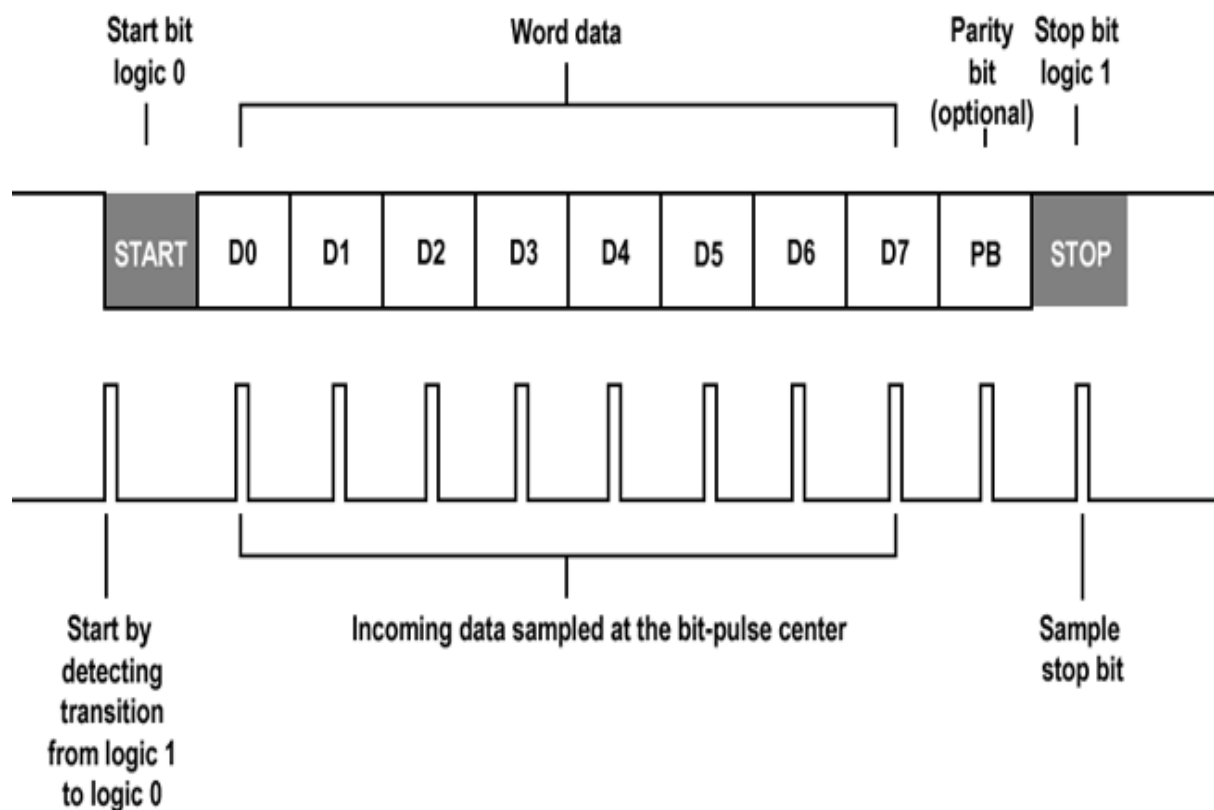 Start bit
logic 0
Word data
Parity
bit
(optional)
Stop bit
logic 1
START
D0
D1
D2
D3
D4
D5
D6
D7
PB
STOP
Start by
detecting
transition
from logic 1
to logic 0
Incoming data sampled at the bit-pulse center
Sample
stop bit